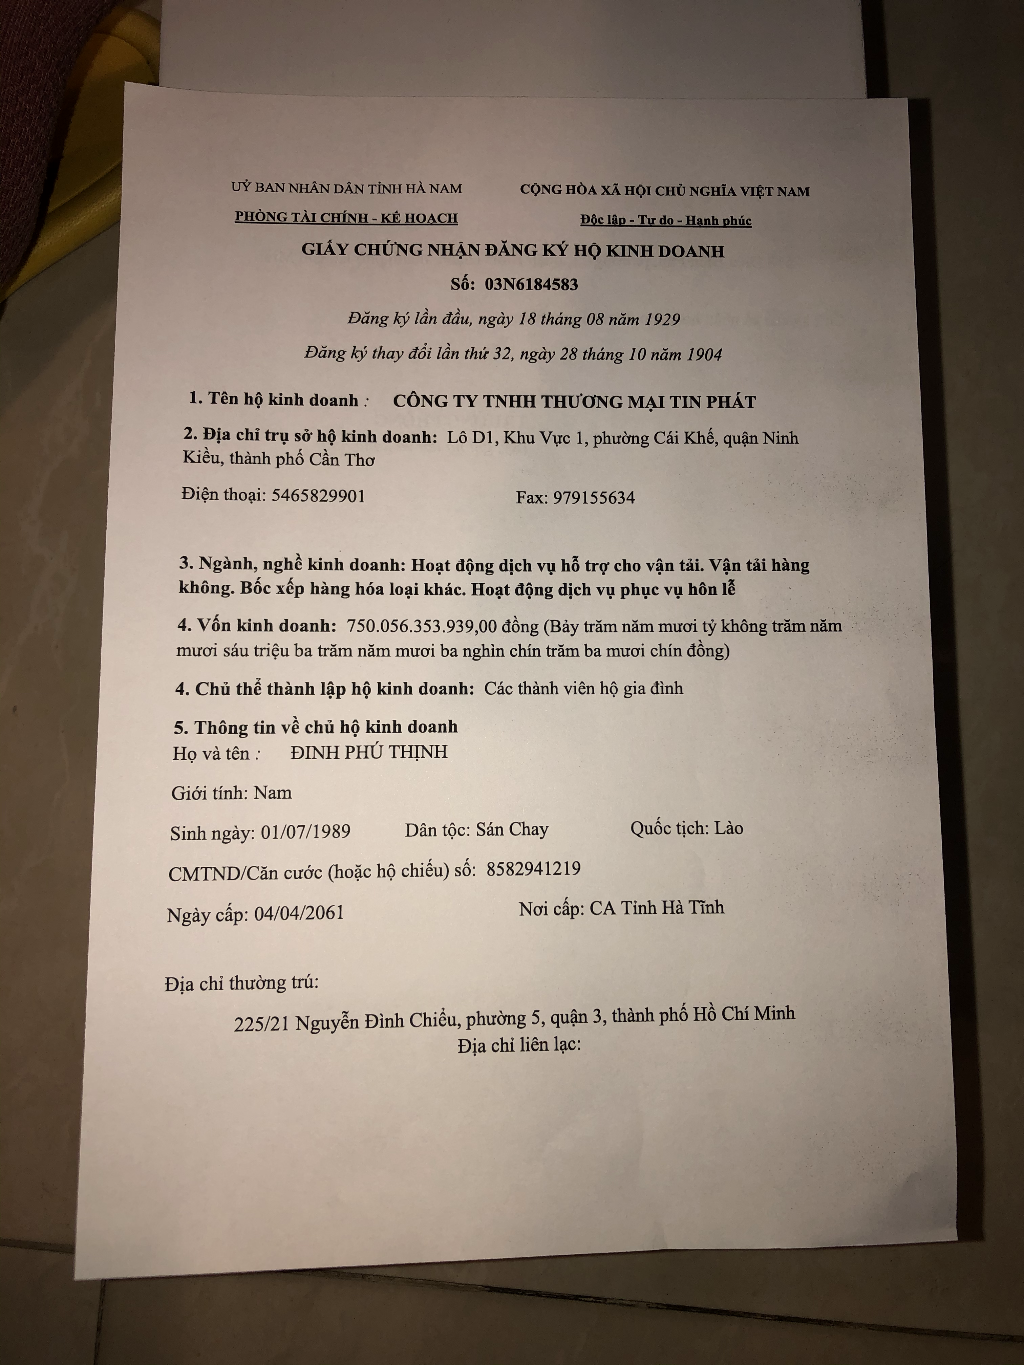 UỶ BAN NHÂN DÂN TỈNH HÀ NAM
CỘNG HÒA XÃ HỘI CHỦ NGHĨA VIỆT NAM
PHÒNG TÀI CHÍNH - KẾ HOẠCH
Độc lập - Tự do - Hạnh phúc
GIẤY CHỨNG NHẬN ĐĂNG KÝ HỘ KINH DOANH
Số: 03N6184583
Đăng ký lần đầu, ngày 18 tháng 08 năm 1929
Đăng ký thay đổi lần thứ 32, ngày 28 tháng 10 năm 1904
1. Tên hộ kinh doanh : CÔNG TY TNHH THƯƠNG MẠI TIN PHÁT
2. Địa chỉ trụ sở hộ kinh doanh: Lô D1, Khu Vực 1, phường Cái Khế, quận Ninh
Kiều, thành phố Cần Thơ
Điện thoại: 5465829901 Fax: 979155634
3. Ngành, nghề kinh doanh: Hoạt động dịch vụ hỗ trợ cho vận tải. Vận tải hàng
không. Bốc xếp hàng hóa loại khác. Hoạt động dịch vụ phục vụ hôn lễ
4. Vốn kinh doanh: 750.056.353.939,00 đồng (Bảy trăm năm mươi tỷ không trăm năm
mươi sáu triệu ba trăm năm mươi ba nghìn chín trăm ba mươi chín đồng)
4. Chủ thể thành lập hộ kinh doanh: Các thành viên hộ gia đình
5. Thông tin về chủ hộ kinh doanh
Họ và tên : ĐINH PHÚ THỊNH
Giới tính: Nam
Sinh ngày: 01/07/1989 Dân tộc: Sán Chay Quốc tịch: Lào
CMTND/Căn cước (hoặc hộ chiếu) số: 8582941219
Ngày cấp: 04/04/2061 Nơi cấp: CA Tỉnh Hà Tĩnh
Địa chỉ thường trú:
225/21 Nguyễn Đình Chiểu, phường 5, quận 3, thành phố Hồ Chí Minh
Địa chỉ liên lạc: